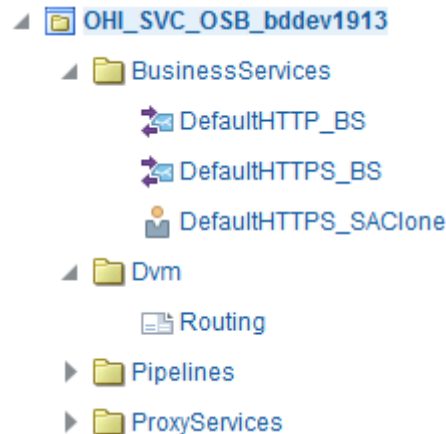 OHI_SVC_OSB_bddev1913
BusinessServices
DefaultHTTP_BS
DefaultHTTPS_BS
DefaultHTTPS_SAClone
Dvm
Routing
Pipelines
ProxyServices